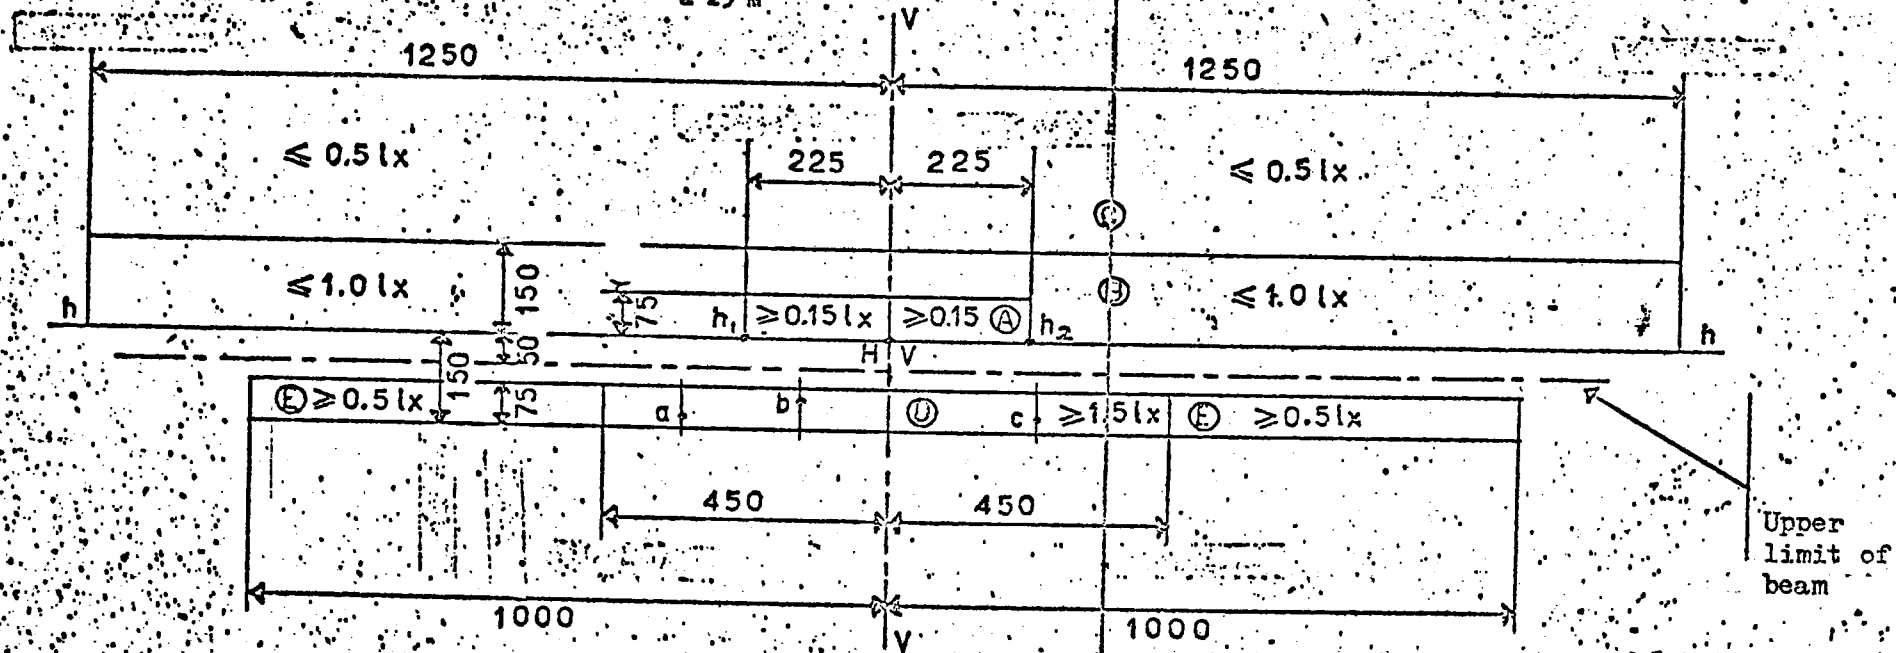 V
1250
1250
≤ 0.5 lx
225
225
≤ 0.5 lx
≤ 1.0 lx
150
75
h₁
≥0.15 lx
≥0.15 Ⓐ
h₂
≤ 1.0 lx
h
h
H V
50
150
75
Ⓔ ≥ 0.5 lx
a
b
c
≥1.5 lx
Ⓔ ≥0.5 lx
450
450
Upper
limit of
beam
1000
1000
V